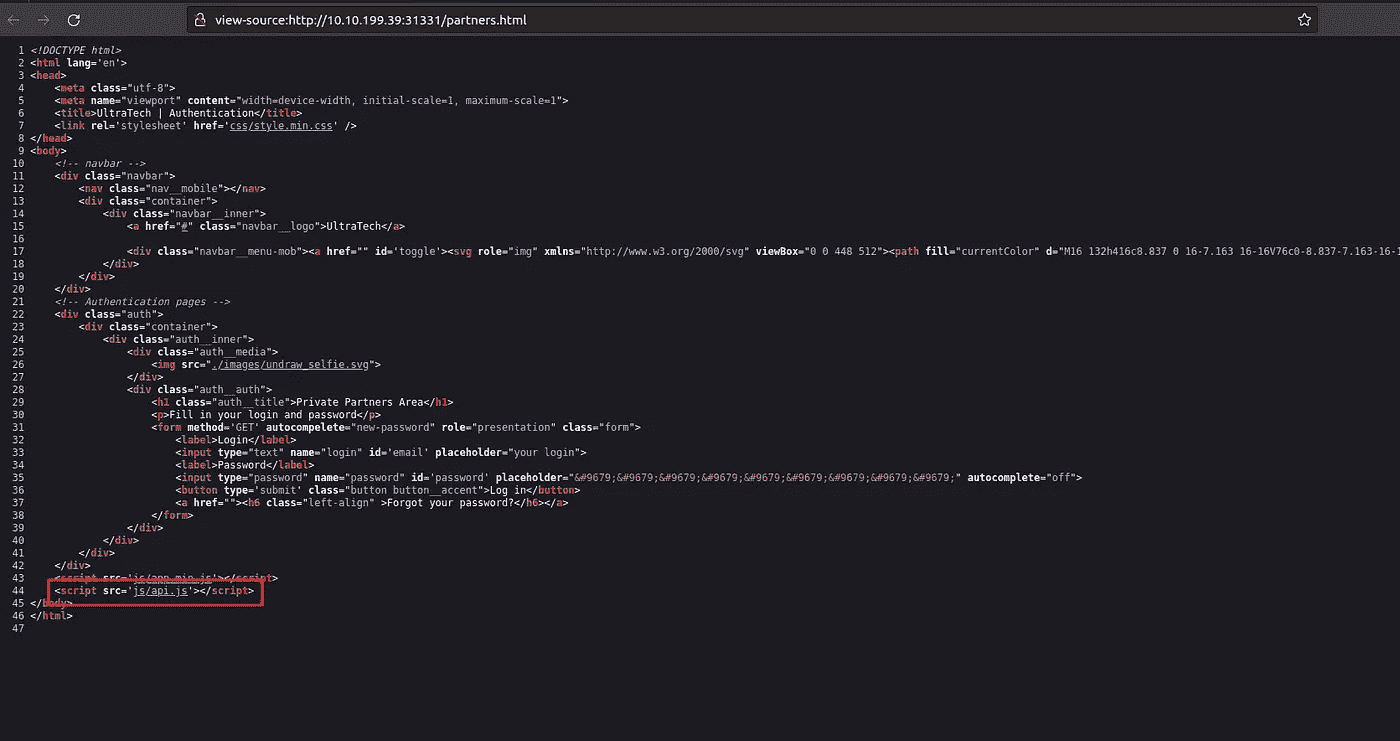 view-source:http://10.10.199.39:31331/partners.html
1 <!DOCTYPE html>
2 <html lang='en'>
3 <head>
4 <meta class="utf-8">
5 <meta name="viewport" content="width=device-width, initial-scale=1, maximum-scale=1">
6 <title>UltraTech | Authentication</title>
7 <link rel='stylesheet' href='css/style.min.css' />
8 </head>
9 <body>
10 <!-- navbar -->
11 <div class="navbar">
12 <nav class="nav__mobile"></nav>
13 <div class="container">
14 <div class="navbar__inner">
15 <a href="#" class="navbar__logo">UltraTech</a>
16
17 <div class="navbar__menu-mob"><a href="" id='toggle'><svg role="img" xmlns="http://www.w3.org/2000/svg" viewBox="0 0 448 512"><path fill="currentColor" d="M16 132h416c8.837 0 16-7.163 16-16V76c0-8.837-7.163-16-16-1
18 </div>
19 </div>
20 </div>
21 <!-- Authentication pages -->
22 <div class="auth">
23 <div class="container">
24 <div class="auth__inner">
25 <div class="auth__media">
26 <img src="./images/undraw_selfie.svg">
27 </div>
28 <div class="auth__auth">
29 <h1 class="auth__title">Private Partners Area</h1>
30 <p>Fill in your login and password</p>
31 <form method='GET' autocompelete="new-password" role="presentation" class="form">
32 <label>Login</label>
33 <input type="text" name="login" id='email' placeholder="your login">
34 <label>Password</label>
35 <input type="password" name="password" id='password' placeholder="&#9679;&#9679;&#9679;&#9679;&#9679;&#9679;&#9679;&#9679;&#9679;" autocomplete="off">
36 <button type='submit' class="button button__accent">Log in</button>
37 <a href=""><h6 class="left-align" >Forgot your password?</h6></a>
38 </form>
39 </div>
40 </div>
41 </div>
42 </div>
43 <script src='js/app.min.js'></script>
44 <script src='js/api.js'></script>
45 </body>
46 </html>
47